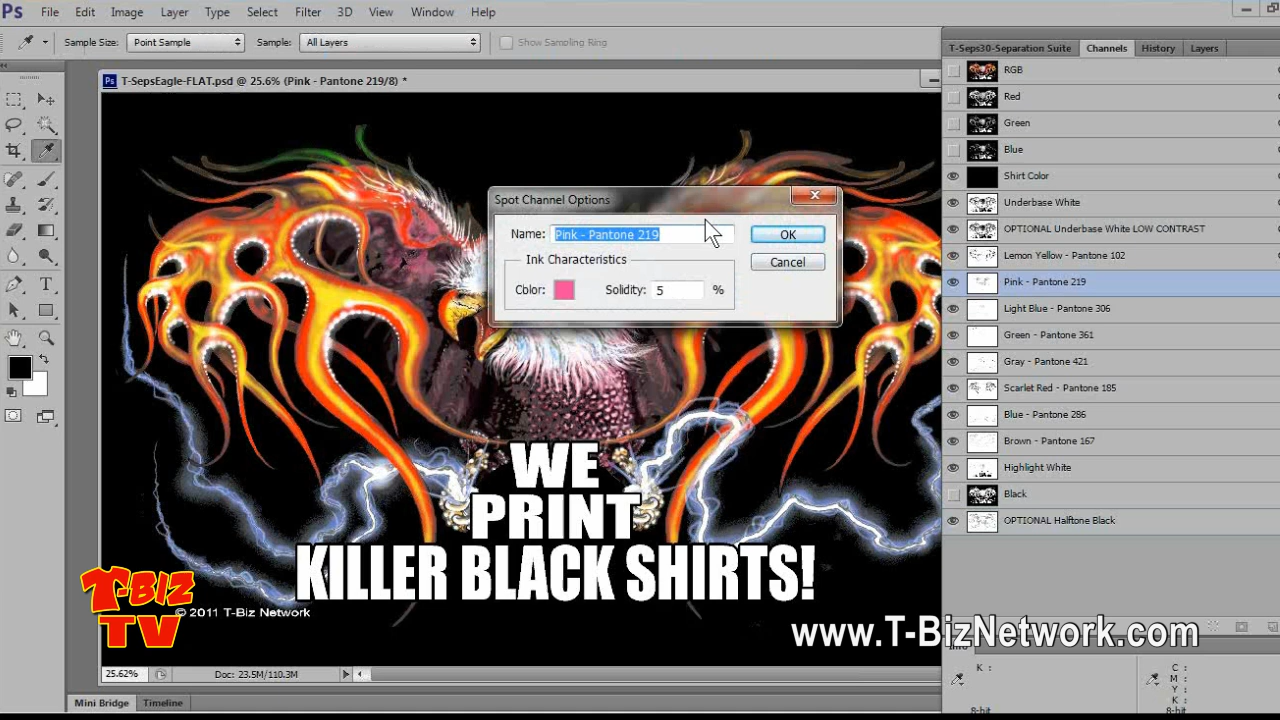 Ps File Edit Image Layer Type Select Filter 3D View Window Help
Sample Size: Point Sample Sample: All Layers Show Sampling Ring
T-SepsEagle-FLAT.psd @ 25.6% (Pink - Pantone 219/8) *
T-Seps30-Separation Suite Channels History Layers
RGB
Red
Green
Blue
Shirt Color
Underbase White
OPTIONAL Underbase White LOW CONTRAST
Lemon Yellow - Pantone 102
Pink - Pantone 219
Light Blue - Pantone 306
Green - Pantone 361
Gray - Pantone 421
Scarlet Red - Pantone 185
Blue - Pantone 286
Brown - Pantone 167
Highlight White
Black
OPTIONAL Halftone Black
Spot Channel Options
Name: Pink - Pantone 219 OK
Ink Characteristics Cancel
Color: Solidity: 5 %
WE
PRINT
KILLER BLACK SHIRTS!
T-BIZ
TV
© 2011 T-Biz Network
www.T-BizNetwork.com
25.62% Doc: 23.5M/110.3M
Mini Bridge Timeline
Info
K :
8-bit
C :
M :
Y :
K :
8-bit